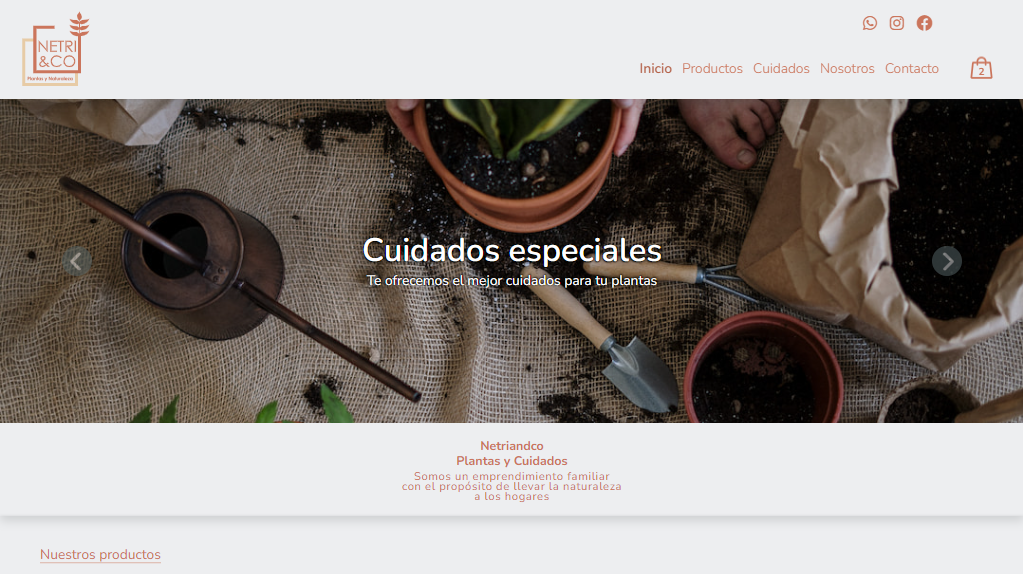 NETRI
&CO
Plantas y Naturaleza
Inicio Productos Cuidados Nosotros Contacto
2
Cuidados especiales
Te ofrecemos el mejor cuidados para tu plantas
Netriandco
Plantas y Cuidados
Somos un emprendimiento familiar
con el propósito de llevar la naturaleza
a los hogares
Nuestros productos